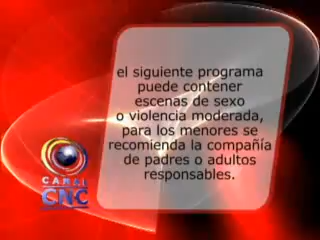 el siguiente programa
puede contener
escenas de sexo
o violencia moderada,
para los menores se
recomienda la compañía
de padres o adultos
responsables.
CANAL
CNC